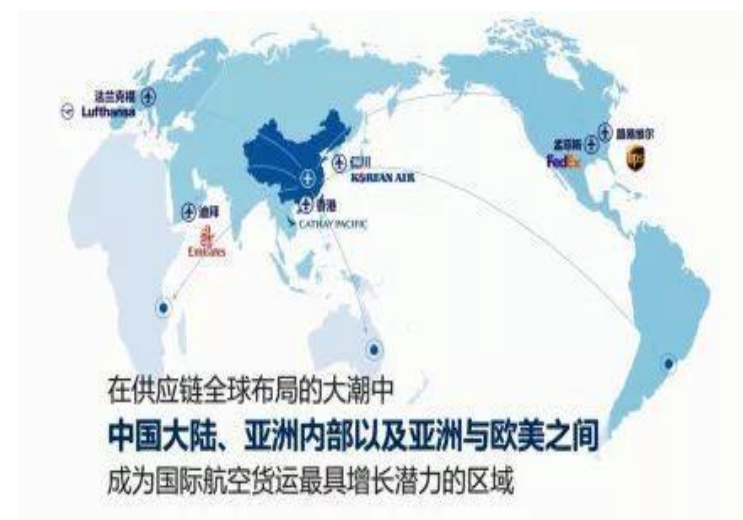 法兰克福
Lufthansa
孟菲斯
FedEx
路易维尔
ups
仁川
KOREAN AIR
香港
CATHAY PACIFIC
迪拜
Emirates
在供应链全球布局的大潮中
中国大陆、亚洲内部以及亚洲与欧美之间
成为国际航空货运最具增长潜力的区域